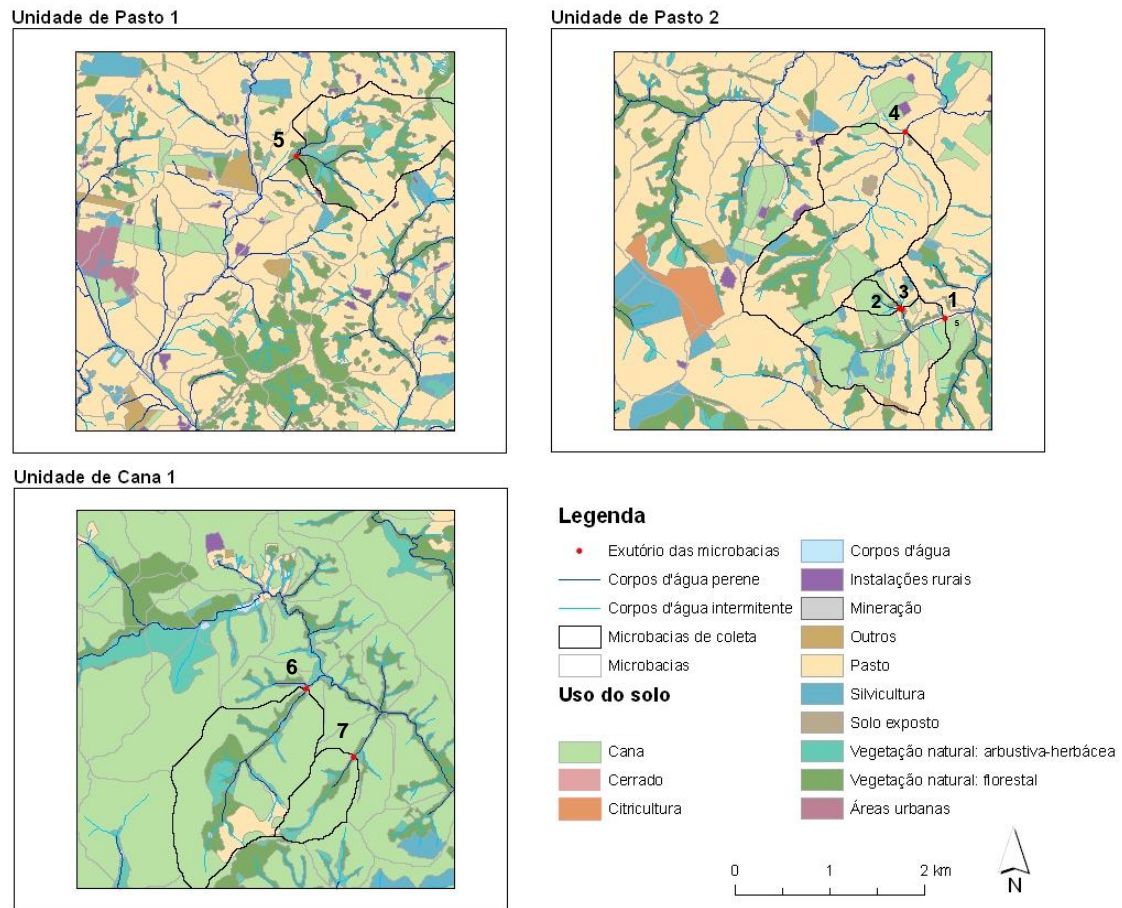 Unidade de Pasto 1
5
Unidade de Pasto 2
4
2
3
1
5
Unidade de Cana 1
6
7
Legenda
Exutório das microbacias
Corpos d'água perene
Corpos d'água intermitente
Microbacias de coleta
Microbacias
Uso do solo
Cana
Cerrado
Citricultura
Corpos d'água
Instalações rurais
Mineração
Outros
Pasto
Silvicultura
Solo exposto
Vegetação natural: arbustiva-herbácea
Vegetação natural: florestal
Áreas urbanas
0 1 2 km
N